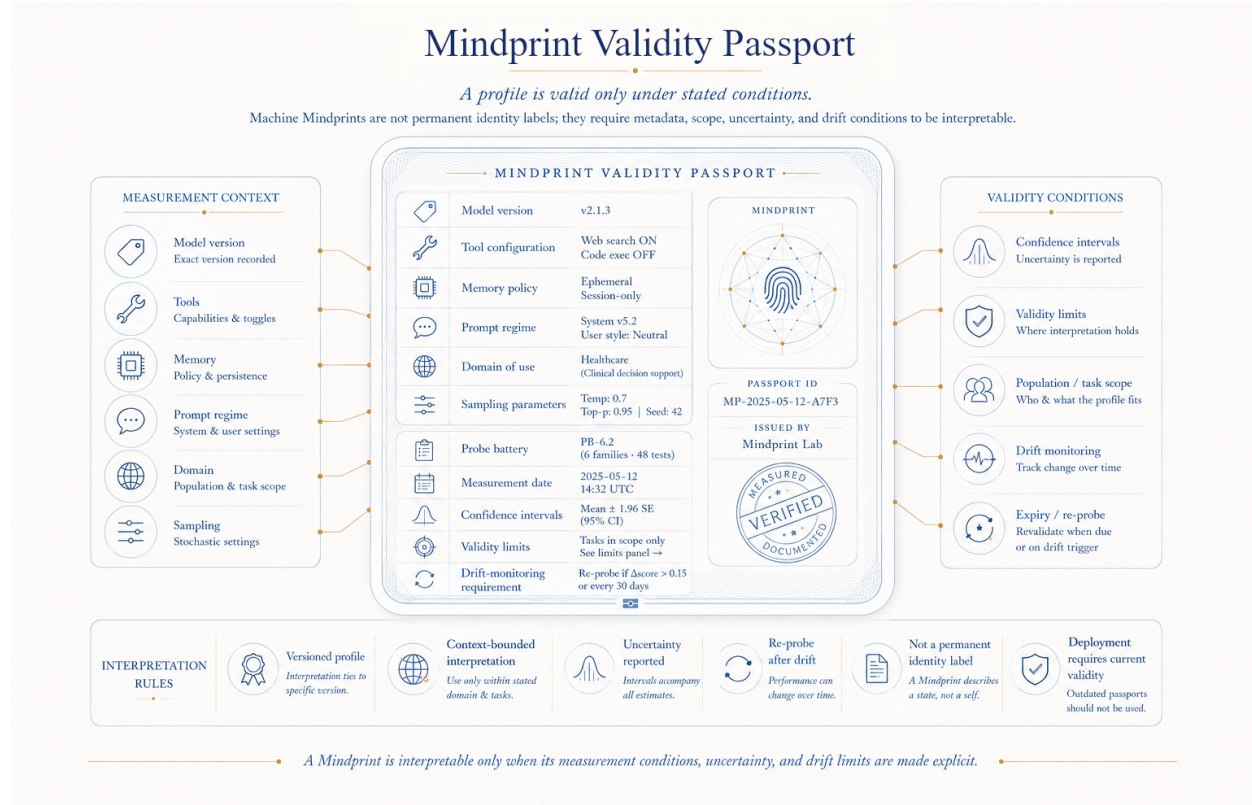 Mindprint Validity Passport
A profile is valid only under stated conditions.
Machine Mindprints are not permanent identity labels; they require metadata, scope, uncertainty, and drift conditions to be interpretable.
MEASUREMENT CONTEXT
Model version
Exact version recorded
Tools
Capabilities & toggles
Memory
Policy & persistence
Prompt regime
System & user settings
Domain
Population & task scope
Sampling
Stochastic settings
MINDPRINT VALIDITY PASSPORT
Model version v2.1.3
Tool configuration Web search ON
Code exec OFF
Memory policy Ephemeral
Session-only
Prompt regime System v5.2
User style: Neutral
Domain of use Healthcare
(Clinical decision support)
Sampling parameters Temp: 0.7
Top-p: 0.95 | Seed: 42
Probe battery PB-6.2
(6 families · 48 tests)
Measurement date 2025-05-12
14:32 UTC
Confidence intervals Mean ± 1.96 SE
(95% CI)
Validity limits Tasks in scope only
See limits panel →
Drift-monitoring Re-probe if Δscore > 0.15
requirement or every 30 days
MINDPRINT
PASSPORT ID
MP-2025-05-12-A7F3
ISSUED BY
Mindprint Lab
MEASURED
VERIFIED
DOCUMENTED
VALIDITY CONDITIONS
Confidence intervals
Uncertainty is reported
Validity limits
Where interpretation holds
Population / task scope
Who & what the profile fits
Drift monitoring
Track change over time
Expiry / re-probe
Revalidate when due
or on drift trigger
INTERPRETATION
RULES
Versioned profile
Interpretation ties to
specific version.
Context-bounded
interpretation
Use only within stated
domain & tasks.
Uncertainty
reported
Intervals accompany
all estimates.
Re-probe
after drift
Performance can
change over time.
Not a permanent
identity label
A Mindprint describes
a state, not a self.
Deployment
requires current
validity
Outdated passports
should not be used.
A Mindprint is interpretable only when its measurement conditions, uncertainty, and drift limits are made explicit.